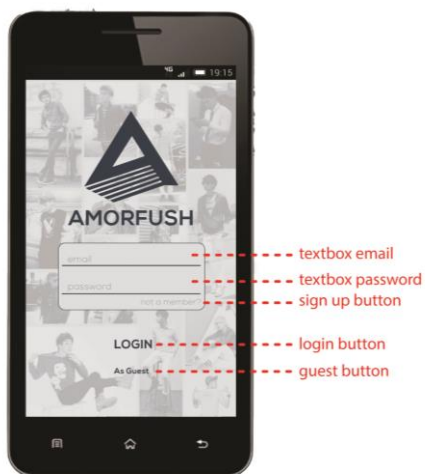 4G 19:15
AMORFUSH
email
password
not a member?
LOGIN
As Guest
textbox email
textbox password
sign up button
login button
guest button